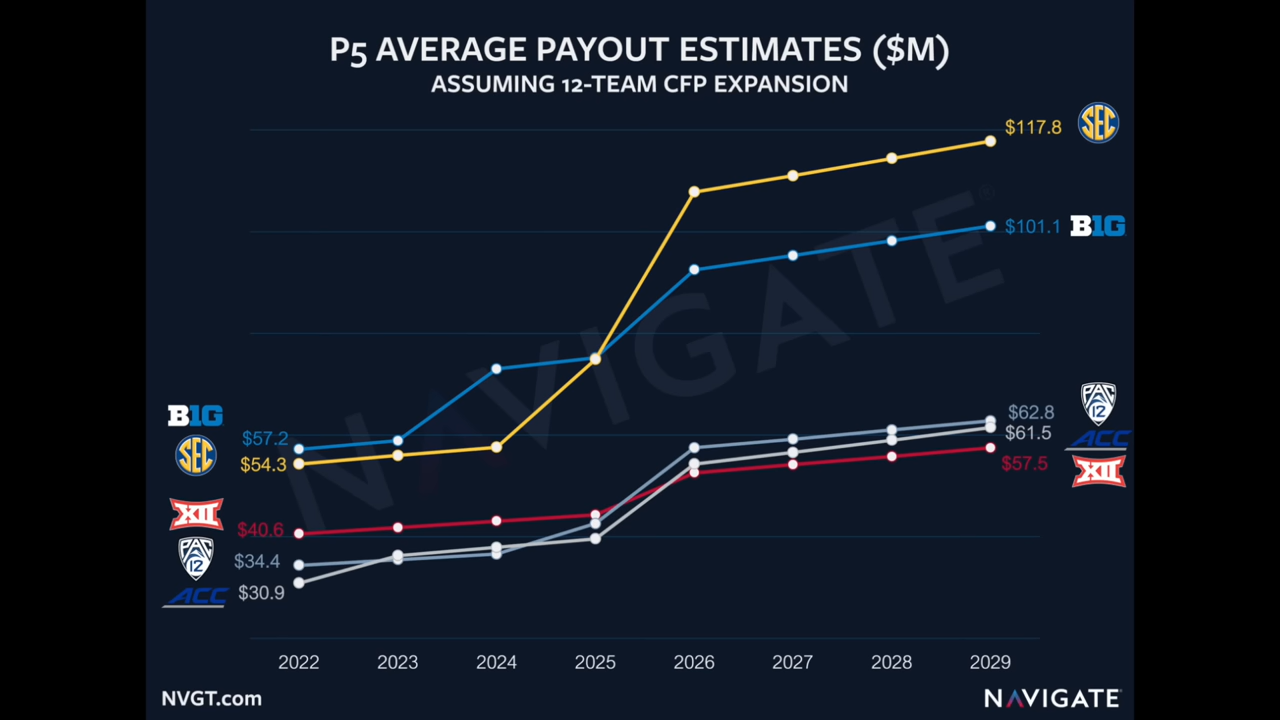 P5 AVERAGE PAYOUT ESTIMATES ($M)
ASSUMING 12-TEAM CFP EXPANSION
$117.8 SEC
$101.1 B1G
B1G $57.2
SEC $54.3
XII $40.6
PAC 12 $34.4
ACC $30.9
$62.8 PAC 12
$61.5 ACC
$57.5 XII
NAVIGATE®
2022 2023 2024 2025 2026 2027 2028 2029
NVGT.com
NAVIGATE